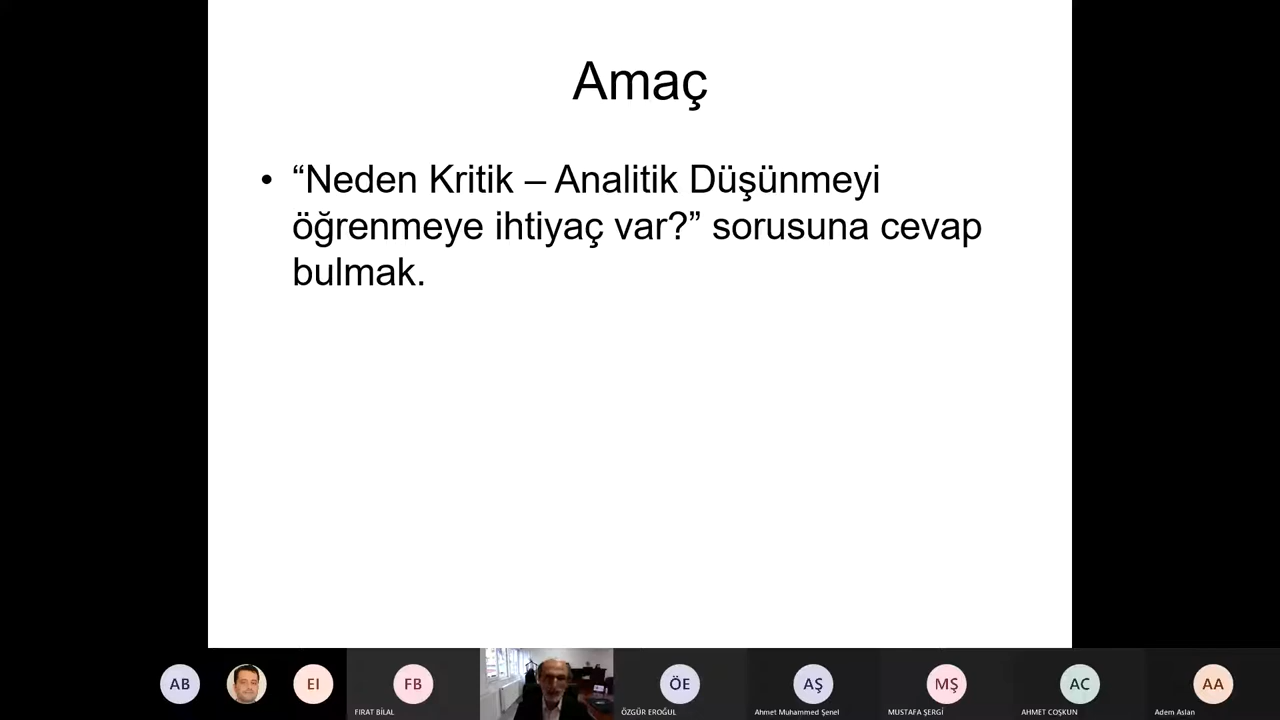 Amaç
• “Neden Kritik – Analitik Düşünmeyi
öğrenmeye ihtiyaç var?” sorusuna cevap
bulmak.
AB
EI
FB
ÖE
AŞ
MŞ
AC
AA
FIRAT BİLAL
ÖZGÜR EROĞUL
Ahmet Muhammed Şenel
MUSTAFA ŞERGİ
AHMET COŞKUN
Adem Aslan